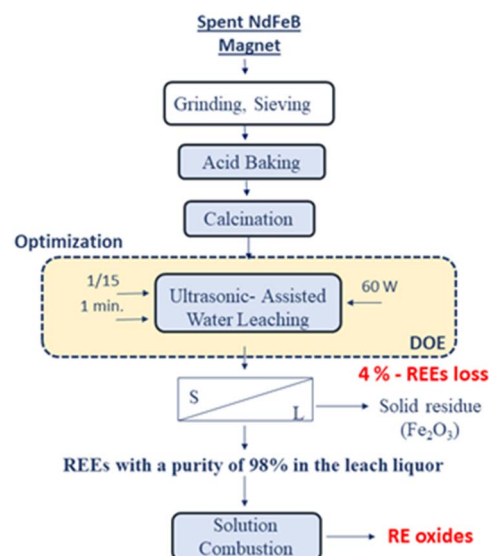 Spent NdFeB
Magnet
Grinding, Sieving
Acid Baking
Calcination
Optimization
1/15
1 min.
Ultrasonic- Assisted
Water Leaching
60 W
DOE
4 % - REEs loss
S
L
Solid residue
(Fe₂O₃)
REEs with a purity of 98% in the leach liquor
Solution
Combustion
RE oxides